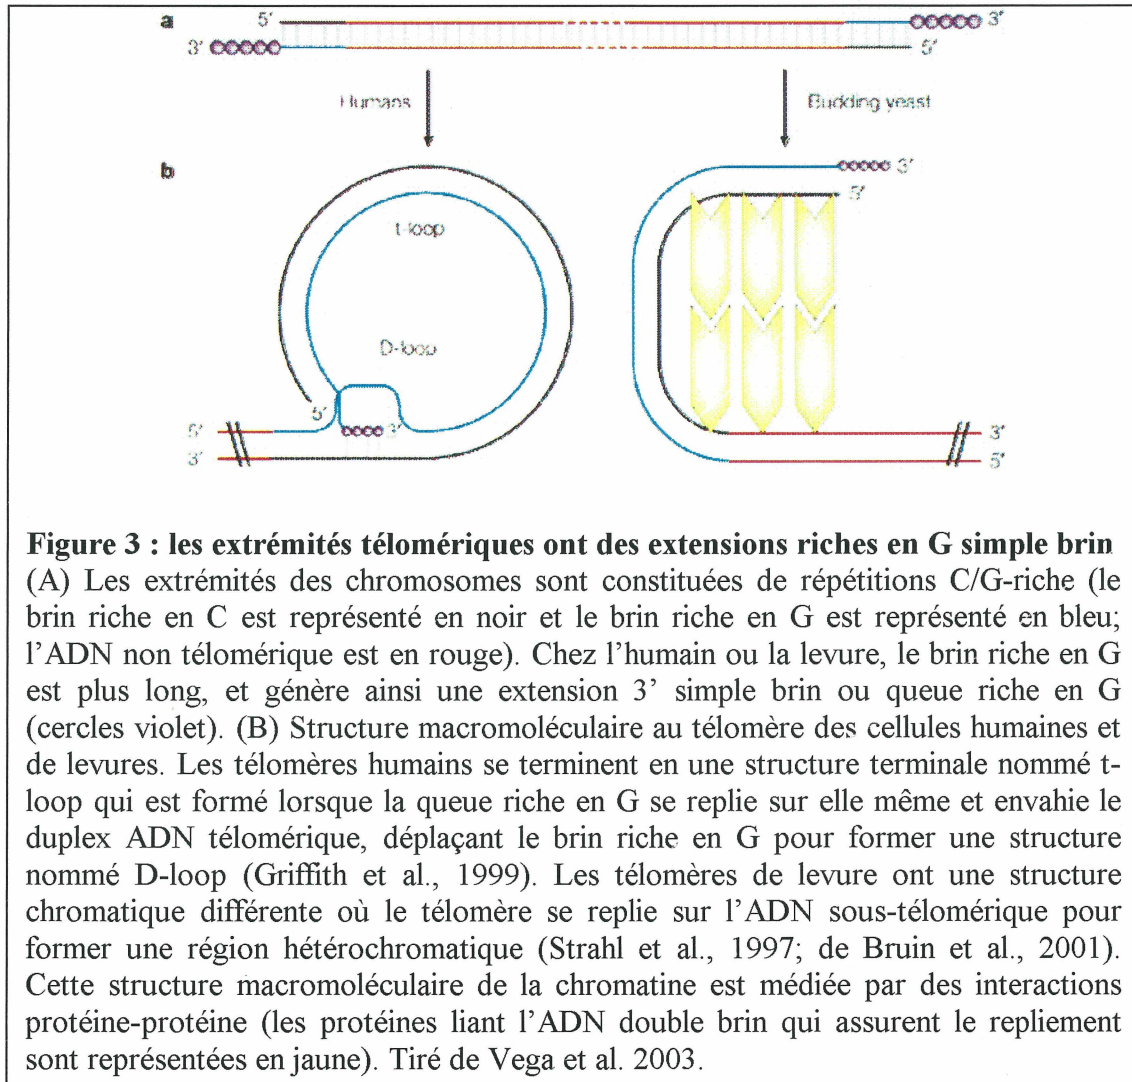 a 5' 3'
3' 5'
Humans Budding yeast
b 3'
5'
t-loop
D-loop
5' 3'
5' 3'
3' 5'
Figure 3 : les extrémités télomériques ont des extensions riches en G simple brin
(A) Les extrémités des chromosomes sont constituées de répétitions C/G-riche (le
brin riche en C est représenté en noir et le brin riche en G est représenté en bleu;
l'ADN non télomérique est en rouge). Chez l'humain ou la levure, le brin riche en G
est plus long, et génère ainsi une extension 3' simple brin ou queue riche en G
(cercles violet). (B) Structure macromoléculaire au télomère des cellules humaines et
de levures. Les télomères humains se terminent en une structure terminale nommé t-
loop qui est formé lorsque la queue riche en G se replie sur elle même et envahie le
duplex ADN télomérique, déplaçant le brin riche en G pour former une structure
nommé D-loop (Griffith et al., 1999). Les télomères de levure ont une structure
chromatique différente où le télomère se replie sur l'ADN sous-télomérique pour
former une région hétérochromatique (Strahl et al., 1997; de Bruin et al., 2001).
Cette structure macromoléculaire de la chromatine est médiée par des interactions
protéine-protéine (les protéines liant l'ADN double brin qui assurent le repliement
sont représentées en jaune). Tiré de Vega et al. 2003.